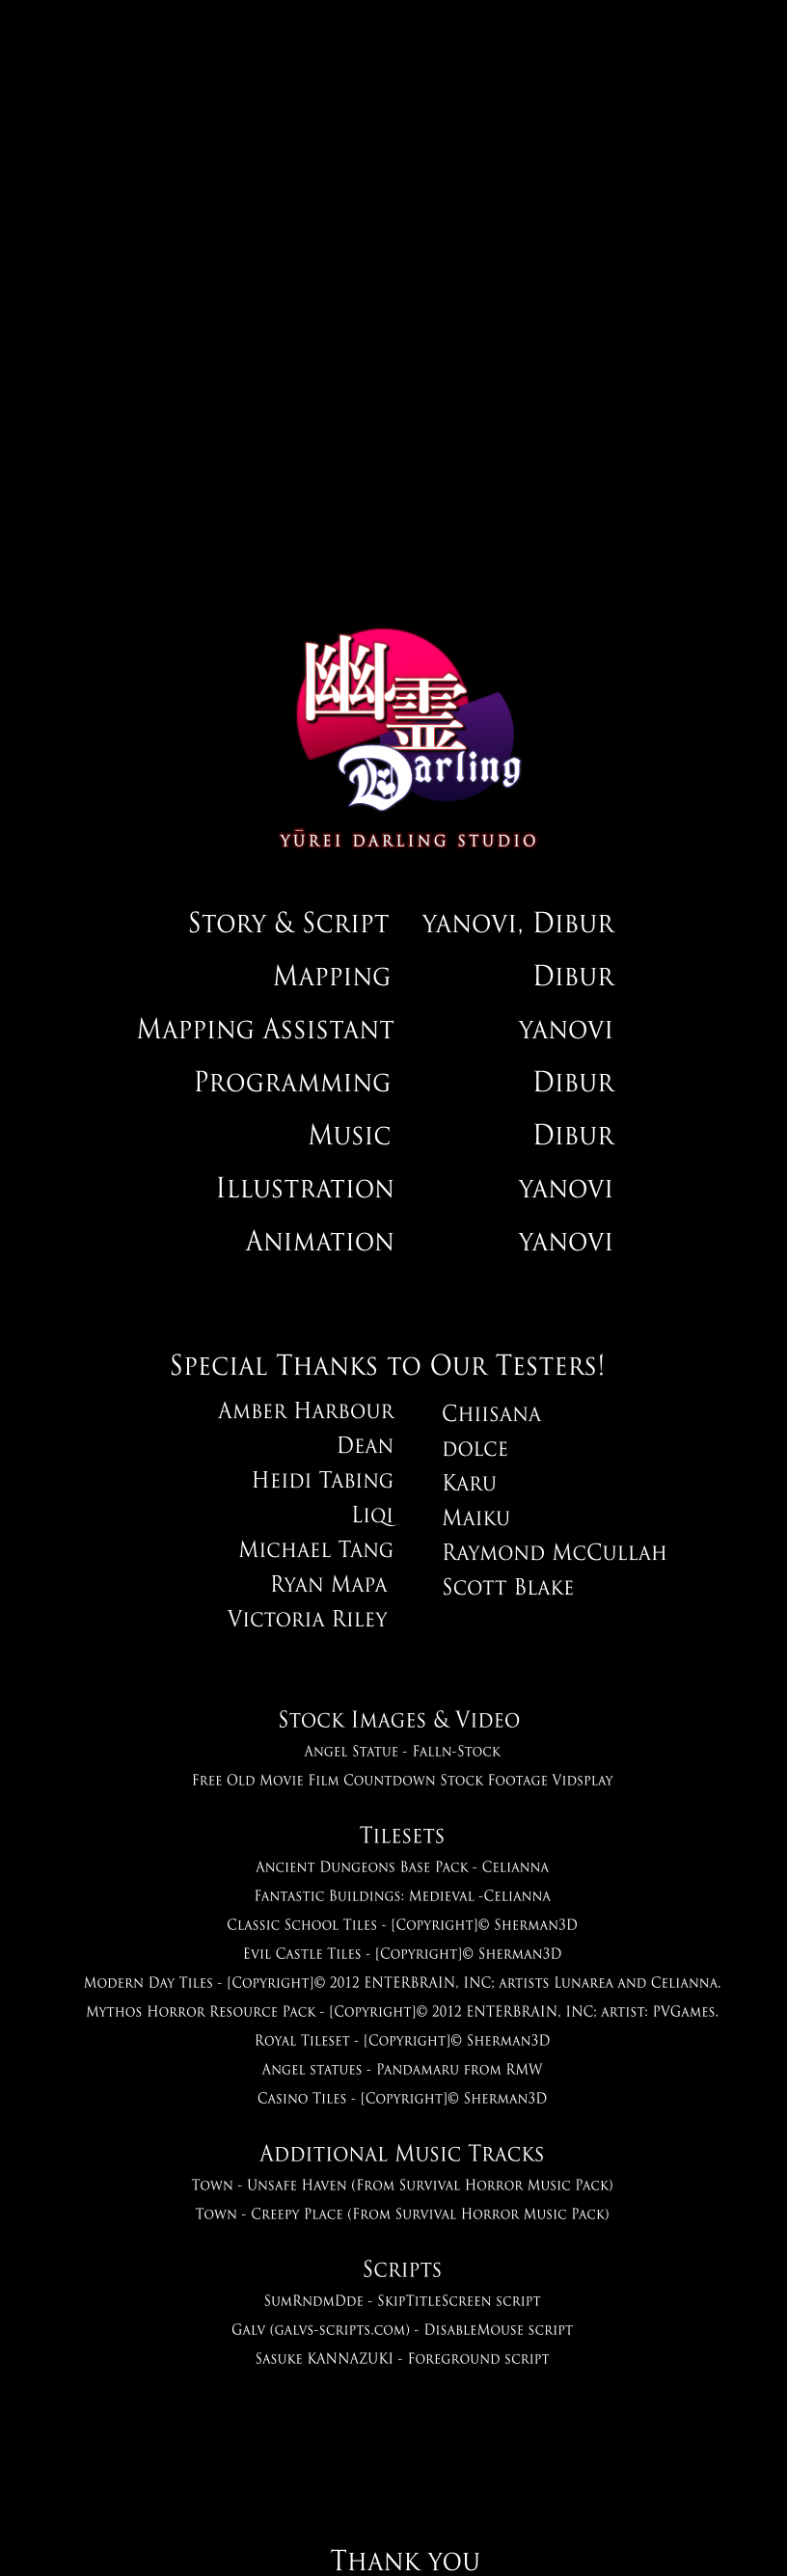 幽霊
Darling
YŪREI DARLING STUDIO
Story & Script yanovi, Dibur
Mapping Dibur
Mapping Assistant yanovi
Programming Dibur
Music Dibur
Illustration yanovi
Animation yanovi
Special Thanks to Our Testers!
Amber Harbour
Dean
Heidi Tabing
Liqi
Michael Tang
Ryan Mapa
Victoria Riley
Chiisana
dolce
Karu
Maiku
Raymond McCullah
Scott Blake
Stock Images & Video
Angel Statue - Falln-Stock
Free Old Movie Film Countdown Stock Footage Vidsplay
Tilesets
Ancient Dungeons Base Pack - Celianna
Fantastic Buildings: Medieval -Celianna
Classic School Tiles - [Copyright]© Sherman3D
Evil Castle Tiles - [Copyright]© Sherman3D
Modern Day Tiles - [Copyright]© 2012 ENTERBRAIN, INC; artists Lunarea and Celianna.
Mythos Horror Resource Pack - [Copyright]© 2012 ENTERBRAIN, INC; artist: PVGames.
Royal Tileset - [Copyright]© Sherman3D
Angel statues - Pandamaru from RMW
Casino Tiles - [Copyright]© Sherman3D
Additional Music Tracks
Town - Unsafe Haven (From Survival Horror Music Pack)
Town - Creepy Place (From Survival Horror Music Pack)
Scripts
SumRndmDde - SkipTitleScreen script
Galv (galvs-scripts.com) - DisableMouse script
Sasuke KANNAZUKI - Foreground script
Thank you